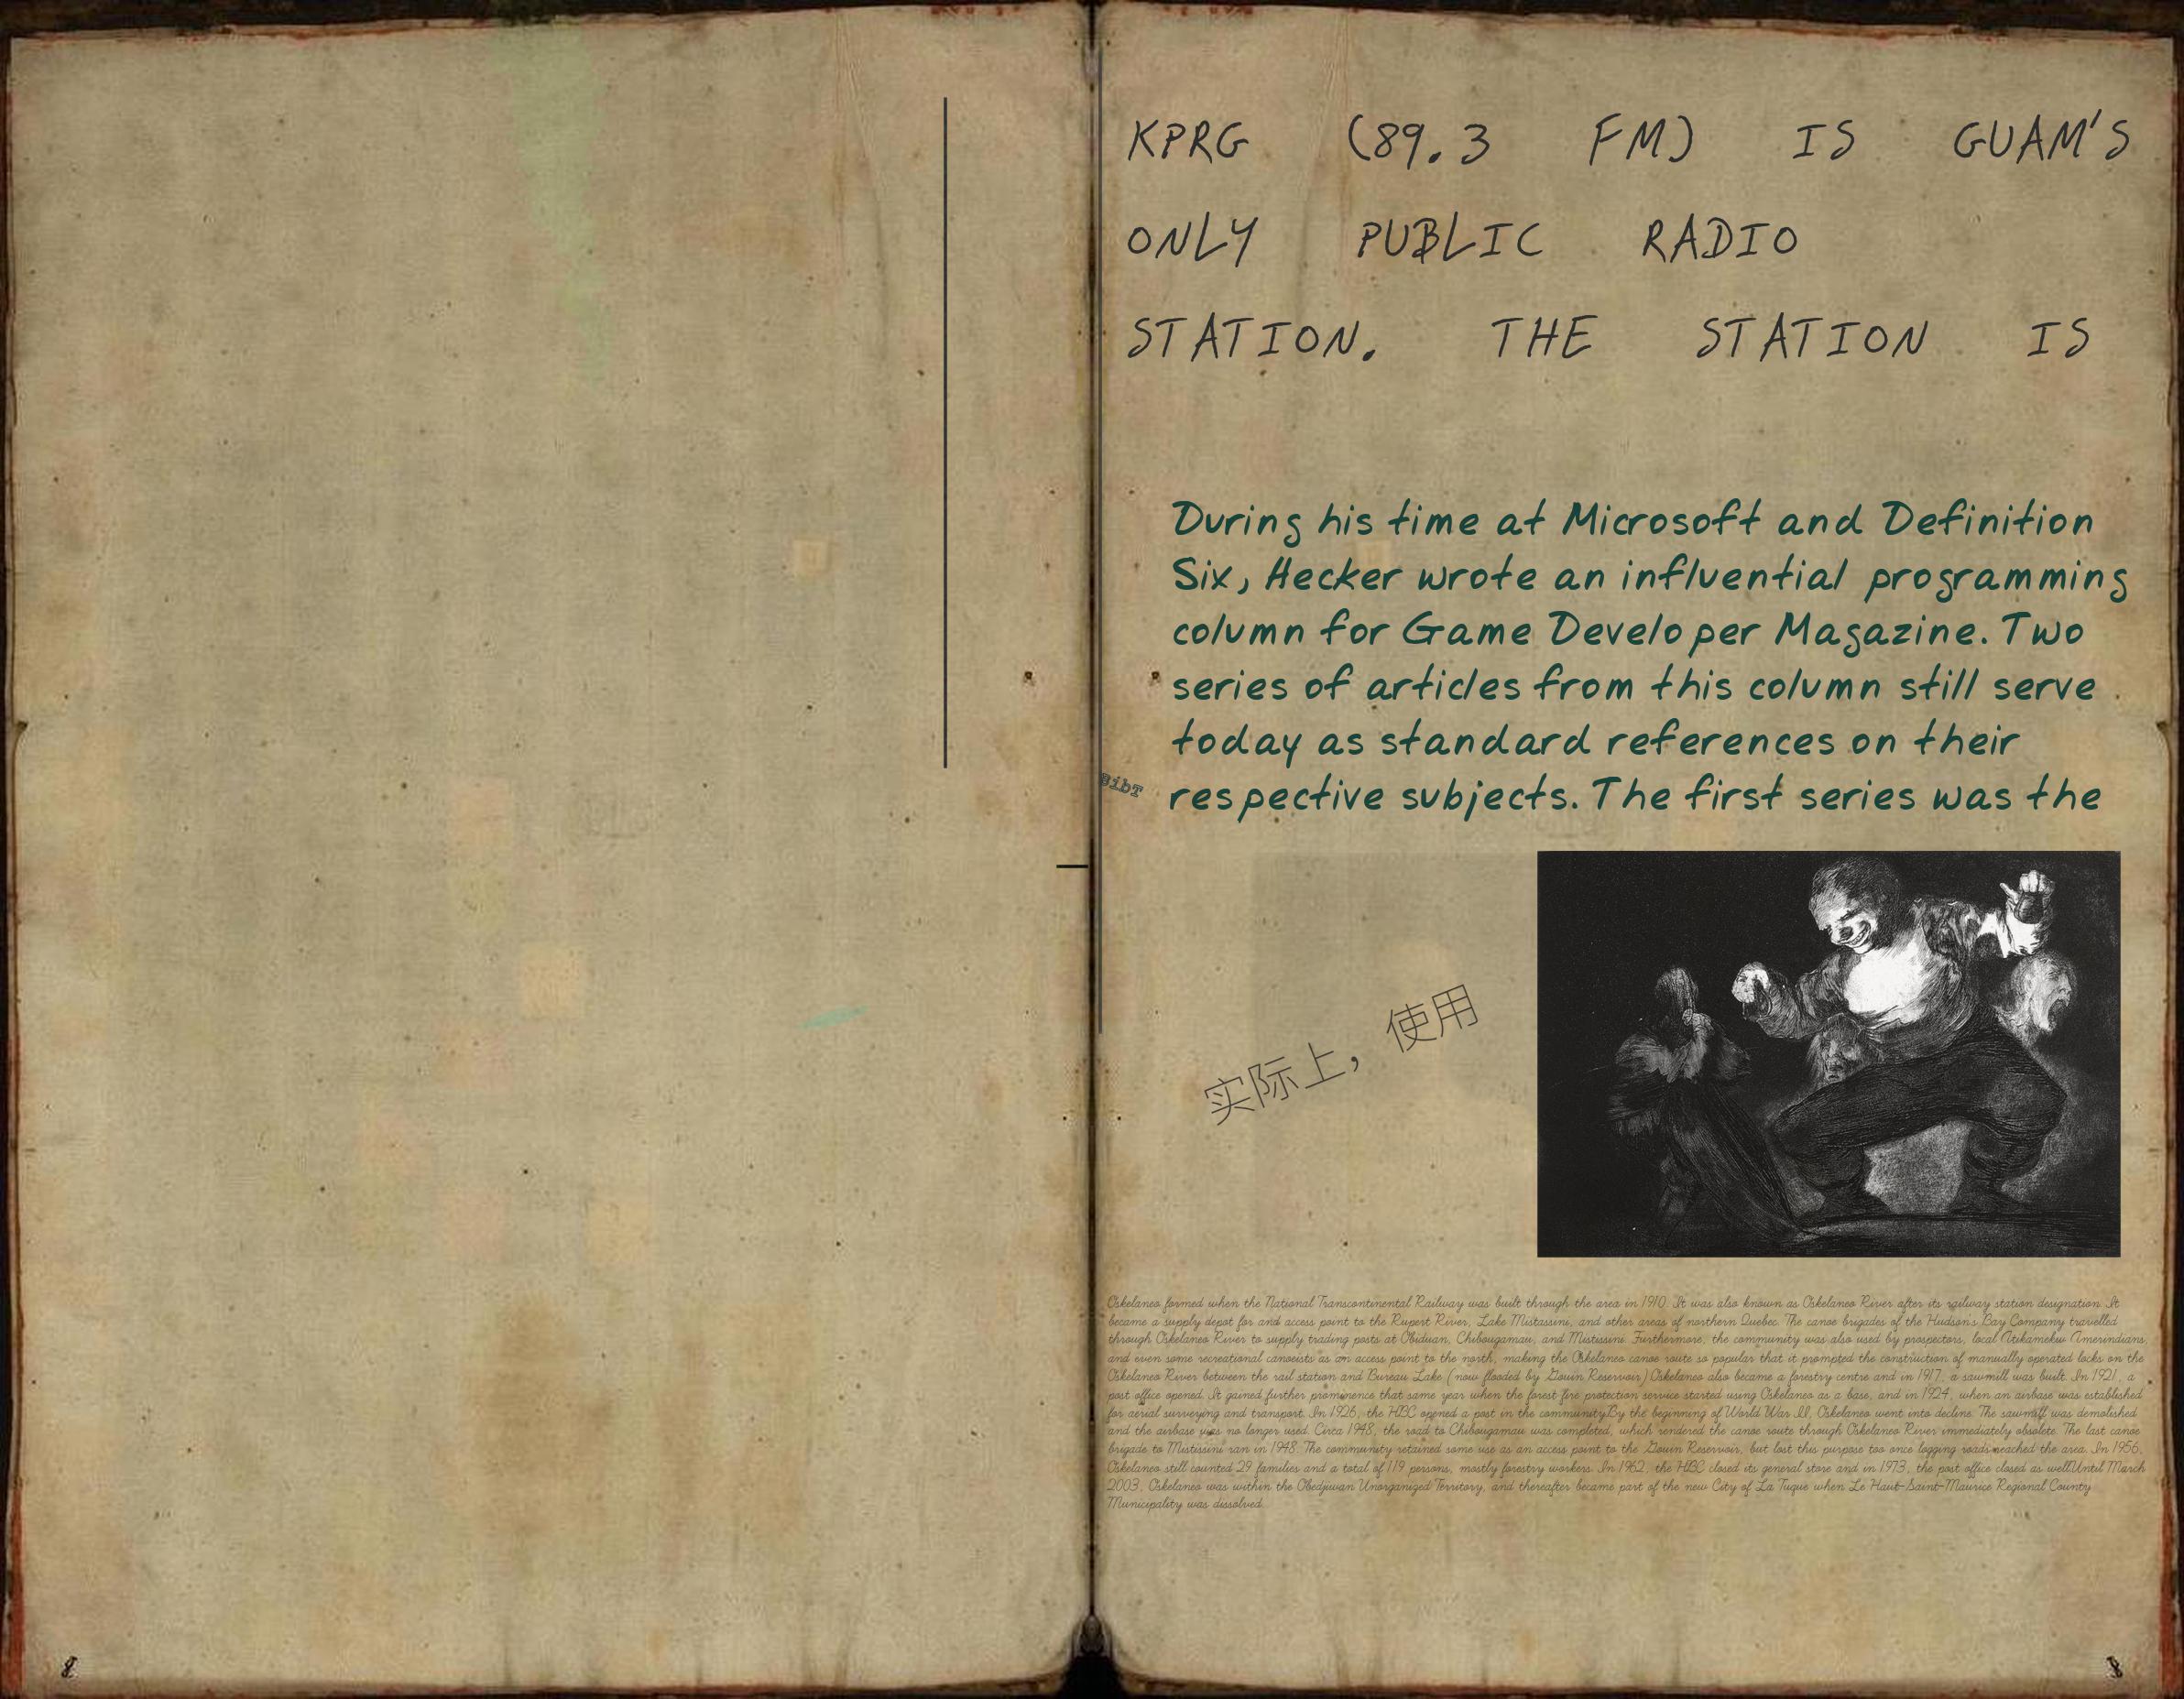 KPRG (89.3 FM) IS GUAM'S
ONLY PUBLIC RADIO
STATION. THE STATION IS
During his time at Microsoft and Definition
Six, Hecker wrote an influential programming
column for Game Developer Magazine. Two
series of articles from this column still serve
today as standard references on their
respective subjects. The first series was the
BibT
实际上，使用
Oskelaneo formed when the National Transcontinental Railway was built through the area in 1910. It was also known as Oskelaneo River after its railway station designation. It
became a supply depot for and access point to the Rupert River, Lake Mistassini, and other areas of northern Quebec. The canoe brigades of the Hudson's Bay Company travelled
through Oskelaneo River to supply trading posts at Obiduan, Chibougamau, and Mistissini. Furthermore, the community was also used by prospectors, local Atikamekw Amerindians,
and even some recreational canoeists as an access point to the north, making the Oskelaneo canoe route so popular that it prompted the construction of manually operated locks on the
Oskelaneo River between the rail station and Bureau Lake (now flooded by Gouin Reservoir).Oskelaneo also became a forestry centre and in 1917, a sawmill was built. In 1921, a
post office opened. It gained further prominence that same year when the forest fire protection service started using Oskelaneo as a base, and in 1924, when an airbase was established
for aerial surveying and transport. In 1926, the HBC opened a post in the community.By the beginning of World War II, Oskelaneo went into decline. The sawmill was demolished
and the airbase was no longer used. Circa 1948, the road to Chibougamau was completed, which rendered the canoe route through Oskelaneo River immediately obsolete. The last canoe
brigade to Mistissini ran in 1948. The community retained some use as an access point to the Gouin Reservoir, but lost this purpose too once logging roads reached the area. In 1956,
Oskelaneo still counted 29 families and a total of 119 persons, mostly forestry workers. In 1962, the HBC closed its general store and in 1973, the post office closed as well.Until March
2003, Oskelaneo was within the Obedjiwan Unorganized Territory, and thereafter became part of the new City of La Tuque when Le Haut-Saint-Maurice Regional County
Municipality was dissolved.